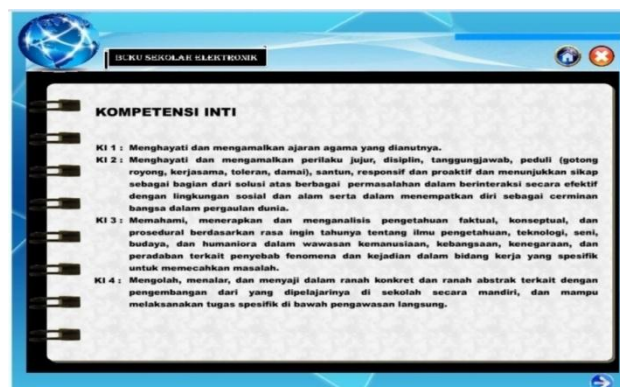 BUKU SEKOLAH ELEKTRONIK
KOMPETENSI INTI
KI 1 : Menghayati dan mengamalkan ajaran agama yang dianutnya.
KI 2 : Menghayati dan mengamalkan perilaku jujur, disiplin, tanggungjawab, peduli (gotong
royong, kerjasama, toleran, damai), santun, responsif dan proaktif dan menunjukkan sikap
sebagai bagian dari solusi atas berbagai permasalahan dalam berinteraksi secara efektif
dengan lingkungan sosial dan alam serta dalam menempatkan diri sebagai cerminan
bangsa dalam pergaulan dunia.
KI 3 : Memahami, menerapkan dan menganalisis pengetahuan faktual, konseptual, dan
prosedural berdasarkan rasa ingin tahunya tentang ilmu pengetahuan, teknologi, seni,
budaya, dan humaniora dalam wawasan kemanusiaan, kebangsaan, kenegaraan, dan
peradaban terkait penyebab fenomena dan kejadian dalam bidang kerja yang spesifik
untuk memecahkan masalah.
KI 4 : Mengolah, menalar, dan menyaji dalam ranah konkret dan ranah abstrak terkait dengan
pengembangan dari yang dipelajarinya di sekolah secara mandiri, dan mampu
melaksanakan tugas spesifik di bawah pengawasan langsung.